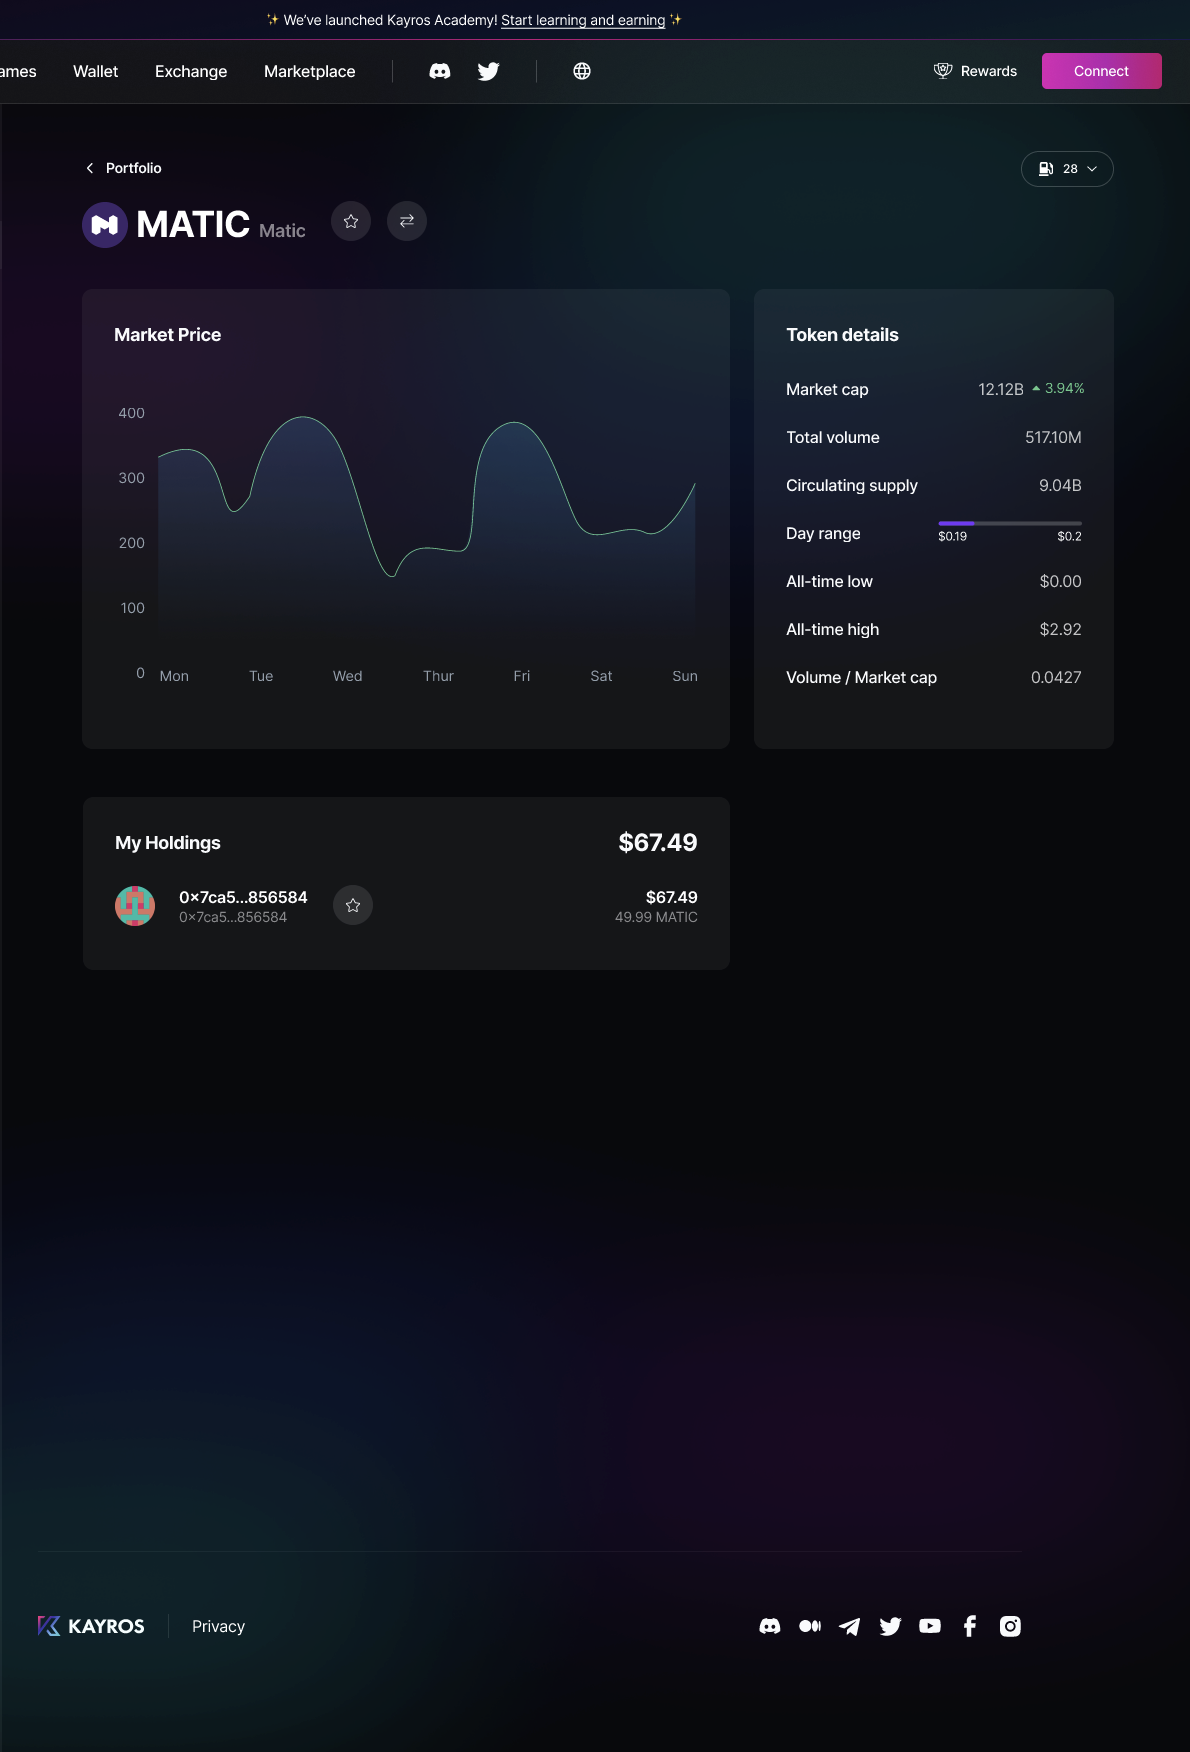 ✨ We've launched Kayros Academy! Start learning and earning ✨
ames Wallet Exchange Marketplace Rewards Connect
Portfolio 28
MATIC Matic
Market Price
400
300
200
100
0 Mon Tue Wed Thur Fri Sat Sun
Token details
Market cap 12.12B 3.94%
Total volume 517.10M
Circulating supply 9.04B
Day range $0.19 $0.2
All-time low $0.00
All-time high $2.92
Volume / Market cap 0.0427
My Holdings $67.49
0x7ca5...856584 $67.49
0x7ca5...856584 49.99 MATIC
KAYROS Privacy